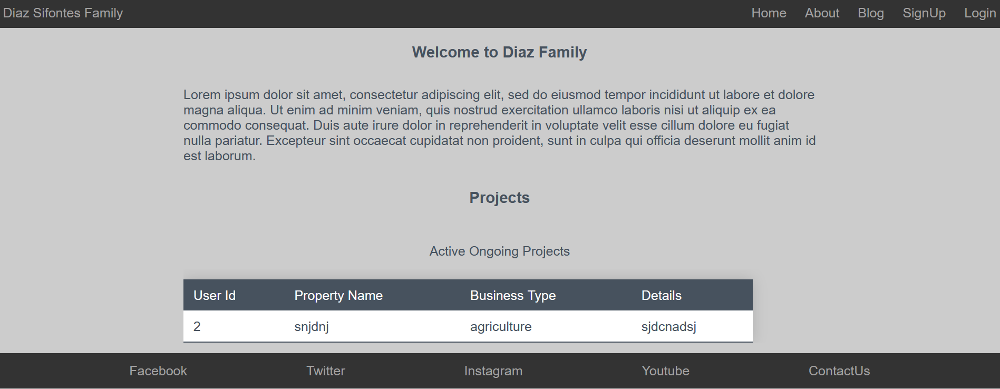 Diaz Sifontes Family Home About Blog SignUp Login
Welcome to Diaz Family
Lorem ipsum dolor sit amet, consectetur adipiscing elit, sed do eiusmod tempor incididunt ut labore et dolore
magna aliqua. Ut enim ad minim veniam, quis nostrud exercitation ullamco laboris nisi ut aliquip ex ea
commodo consequat. Duis aute irure dolor in reprehenderit in voluptate velit esse cillum dolore eu fugiat
nulla pariatur. Excepteur sint occaecat cupidatat non proident, sunt in culpa qui officia deserunt mollit anim id
est laborum.
Projects
Active Ongoing Projects
User Id Property Name Business Type Details
2 snjdnj agriculture sjdcnadsj
Facebook Twitter Instagram Youtube ContactUs